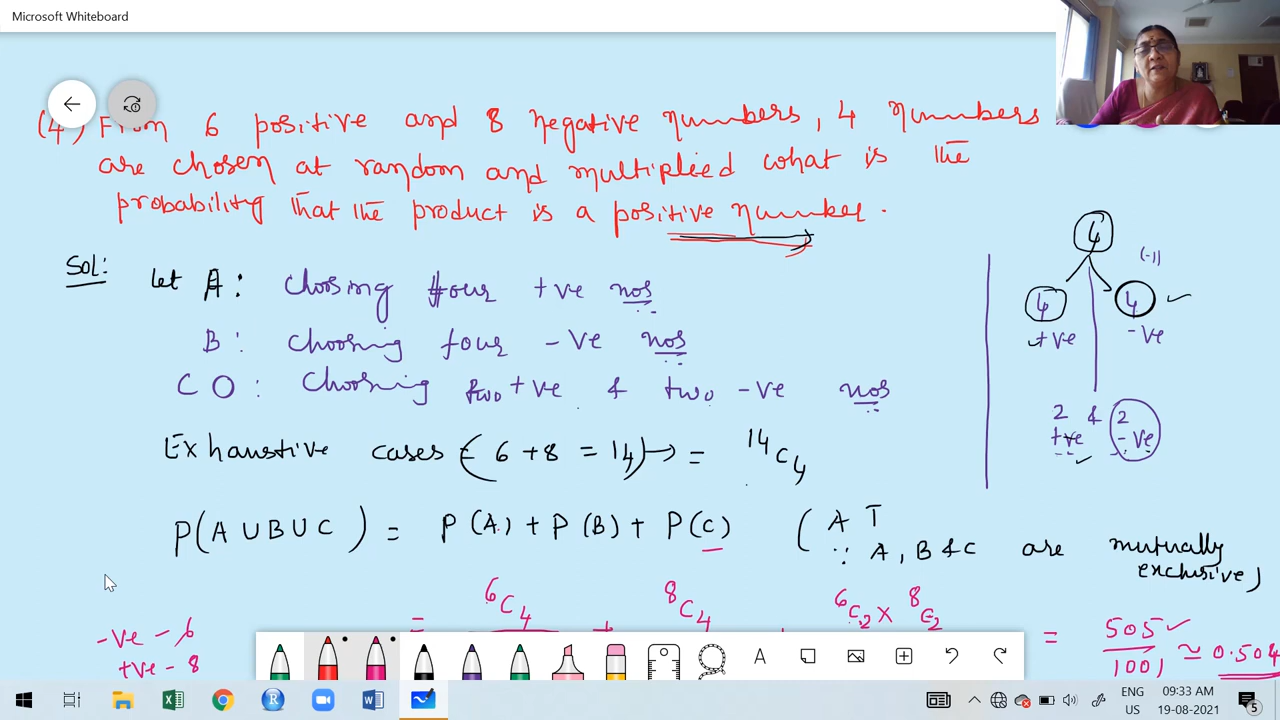 Microsoft Whiteboard
(4) From 6 positive and 8 negative numbers, 4 numbers
are chosen at random and multiplied what is the
probability that the product is a positive number.
Sol:
Let A: Choosing four +ve nos
B: choosing four -ve nos
C O: Choosing two +ve & two -ve nos
4
(-1)
4 4
+ve -ve
2 & 2
+ve -ve
Exhaustive cases = (6 + 8 = 14) → = 14C4
P(A ∪ B ∪ C) = P(A) + P(B) + P(C) ( A T
∵ A, B & C are mutually
exclusive)
-ve - 6
+ve - 8
= 6C4 + 8C4 + 6C2 × 8C2 = 505 / 1001 ≃ 0.504
A
ENG
US
09:33 AM
19-08-2021
5